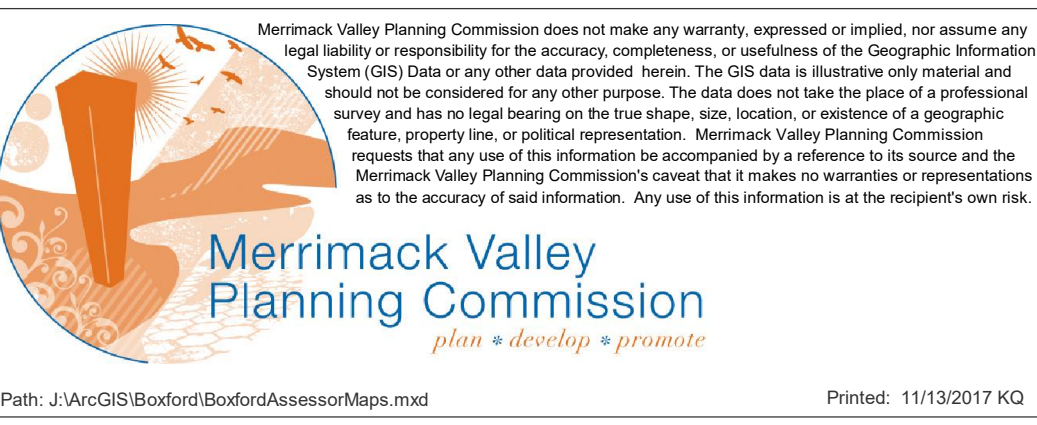 Merrimack Valley Planning Commission does not make any warranty, expressed or implied, nor assume any
legal liability or responsibility for the accuracy, completeness, or usefulness of the Geographic Information
System (GIS) Data or any other data provided herein. The GIS data is illustrative only material and
should not be considered for any other purpose. The data does not take the place of a professional
survey and has no legal bearing on the true shape, size, location, or existence of a geographic
feature, property line, or political representation. Merrimack Valley Planning Commission
requests that any use of this information be accompanied by a reference to its source and the
Merrimack Valley Planning Commission's caveat that it makes no warranties or representations
as to the accuracy of said information. Any use of this information is at the recipient's own risk.
Merrimack Valley
Planning Commission
plan * develop * promote
Path: J:\ArcGIS\Boxford\BoxfordAssessorMaps.mxd
Printed: 11/13/2017 KQ